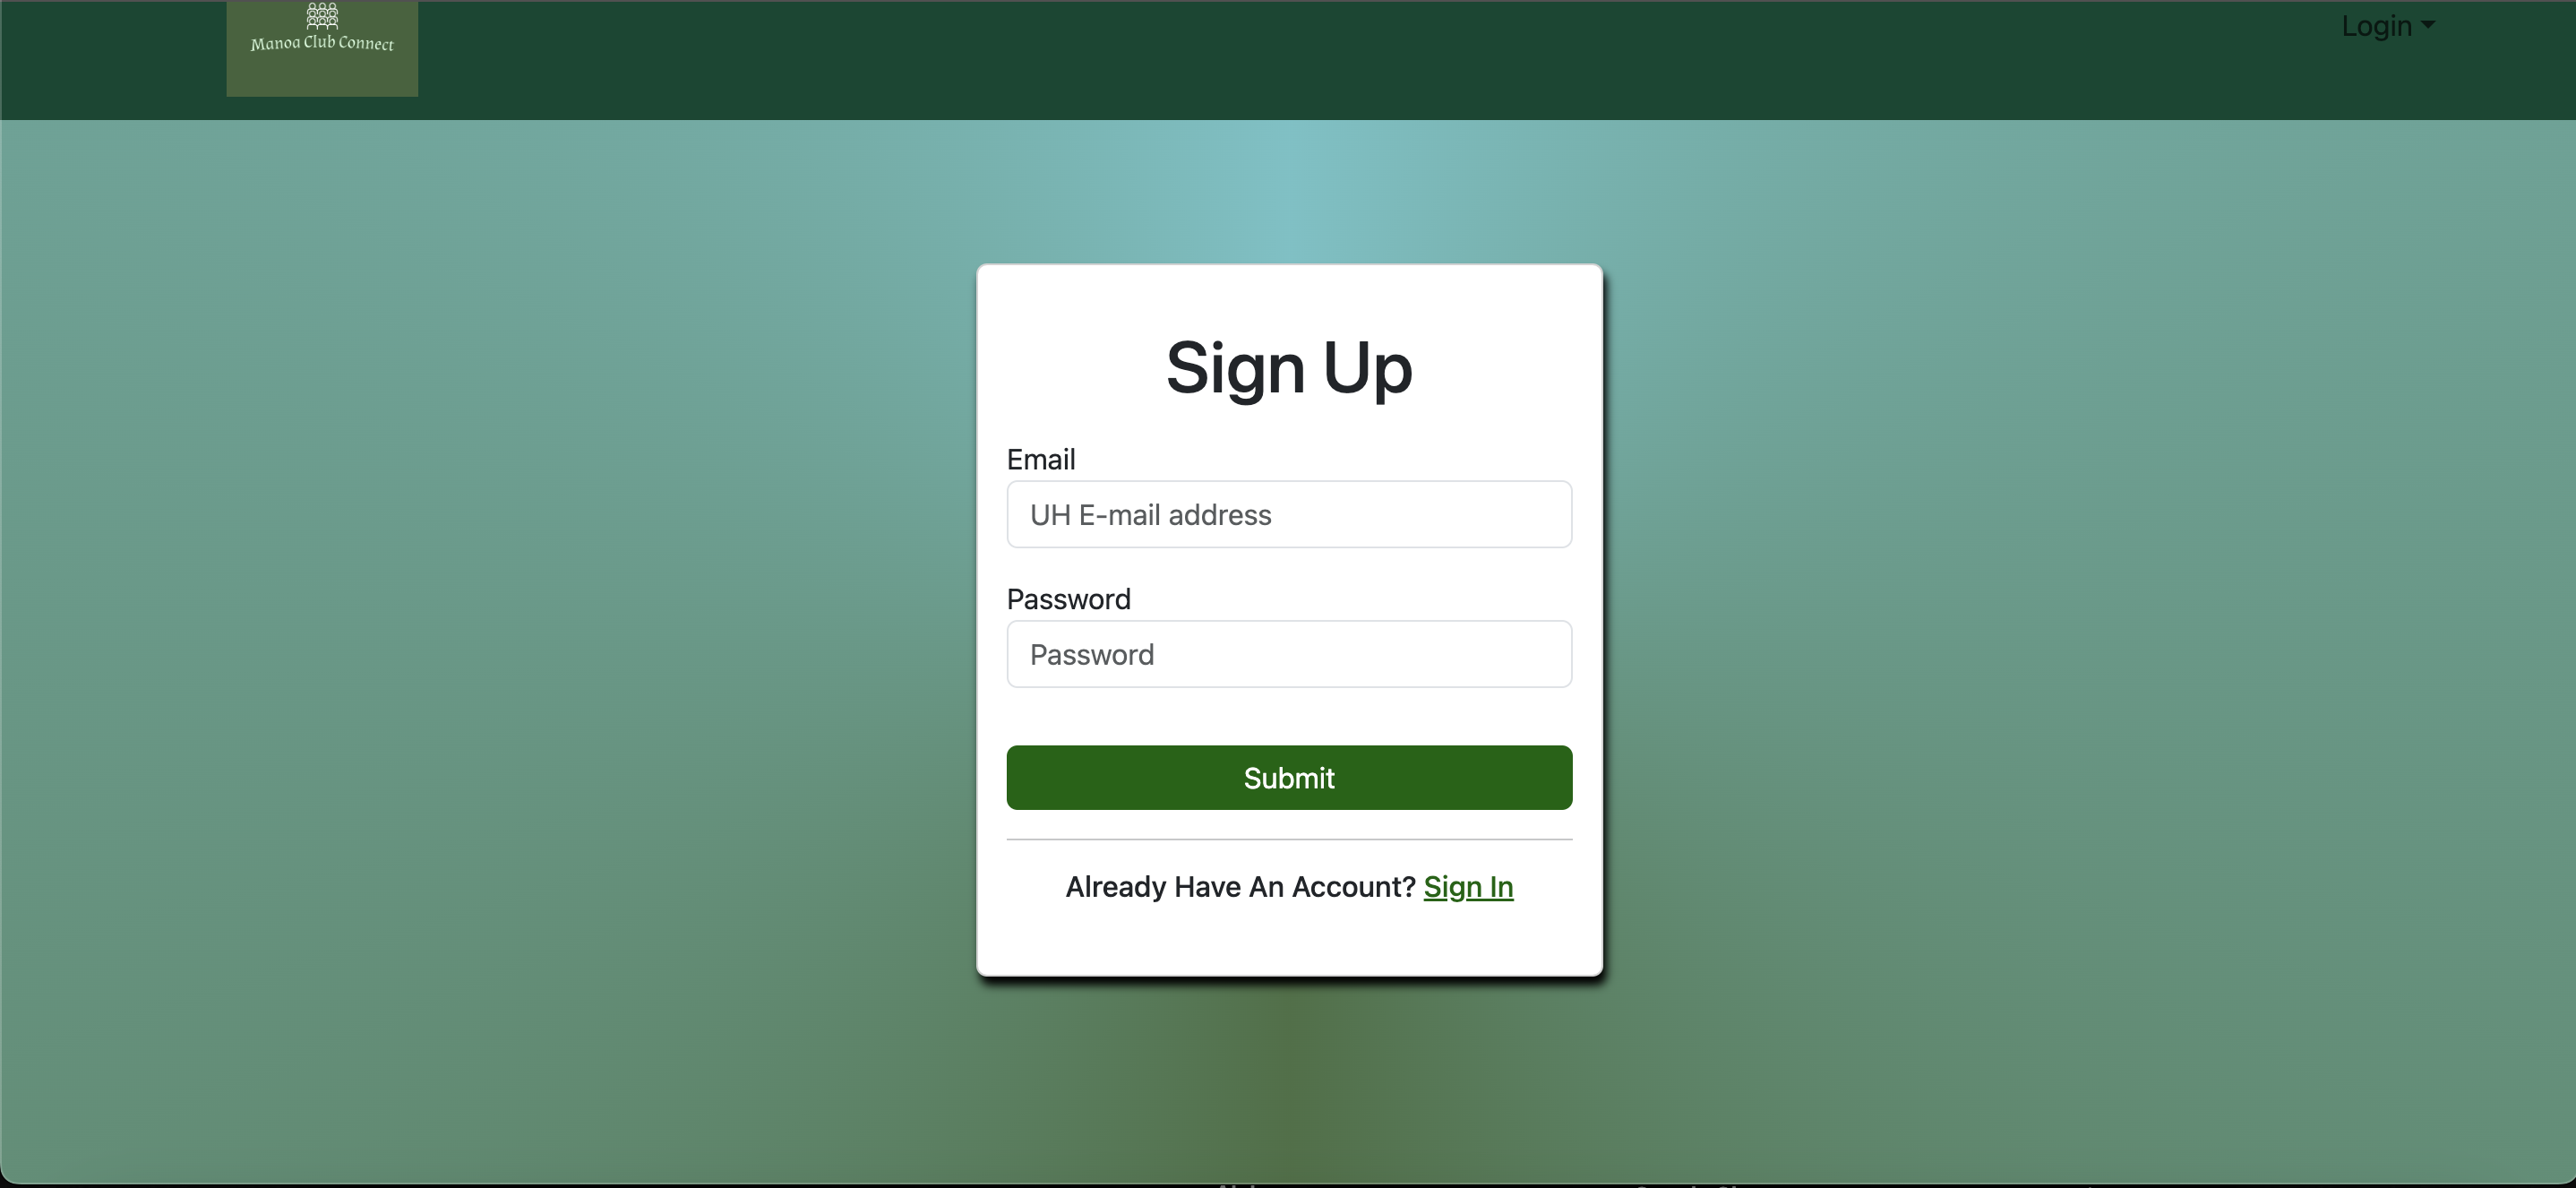 Manoa Club Connect
Login
Sign Up
Email
UH E-mail address
Password
Password
Submit
Already Have An Account? Sign In